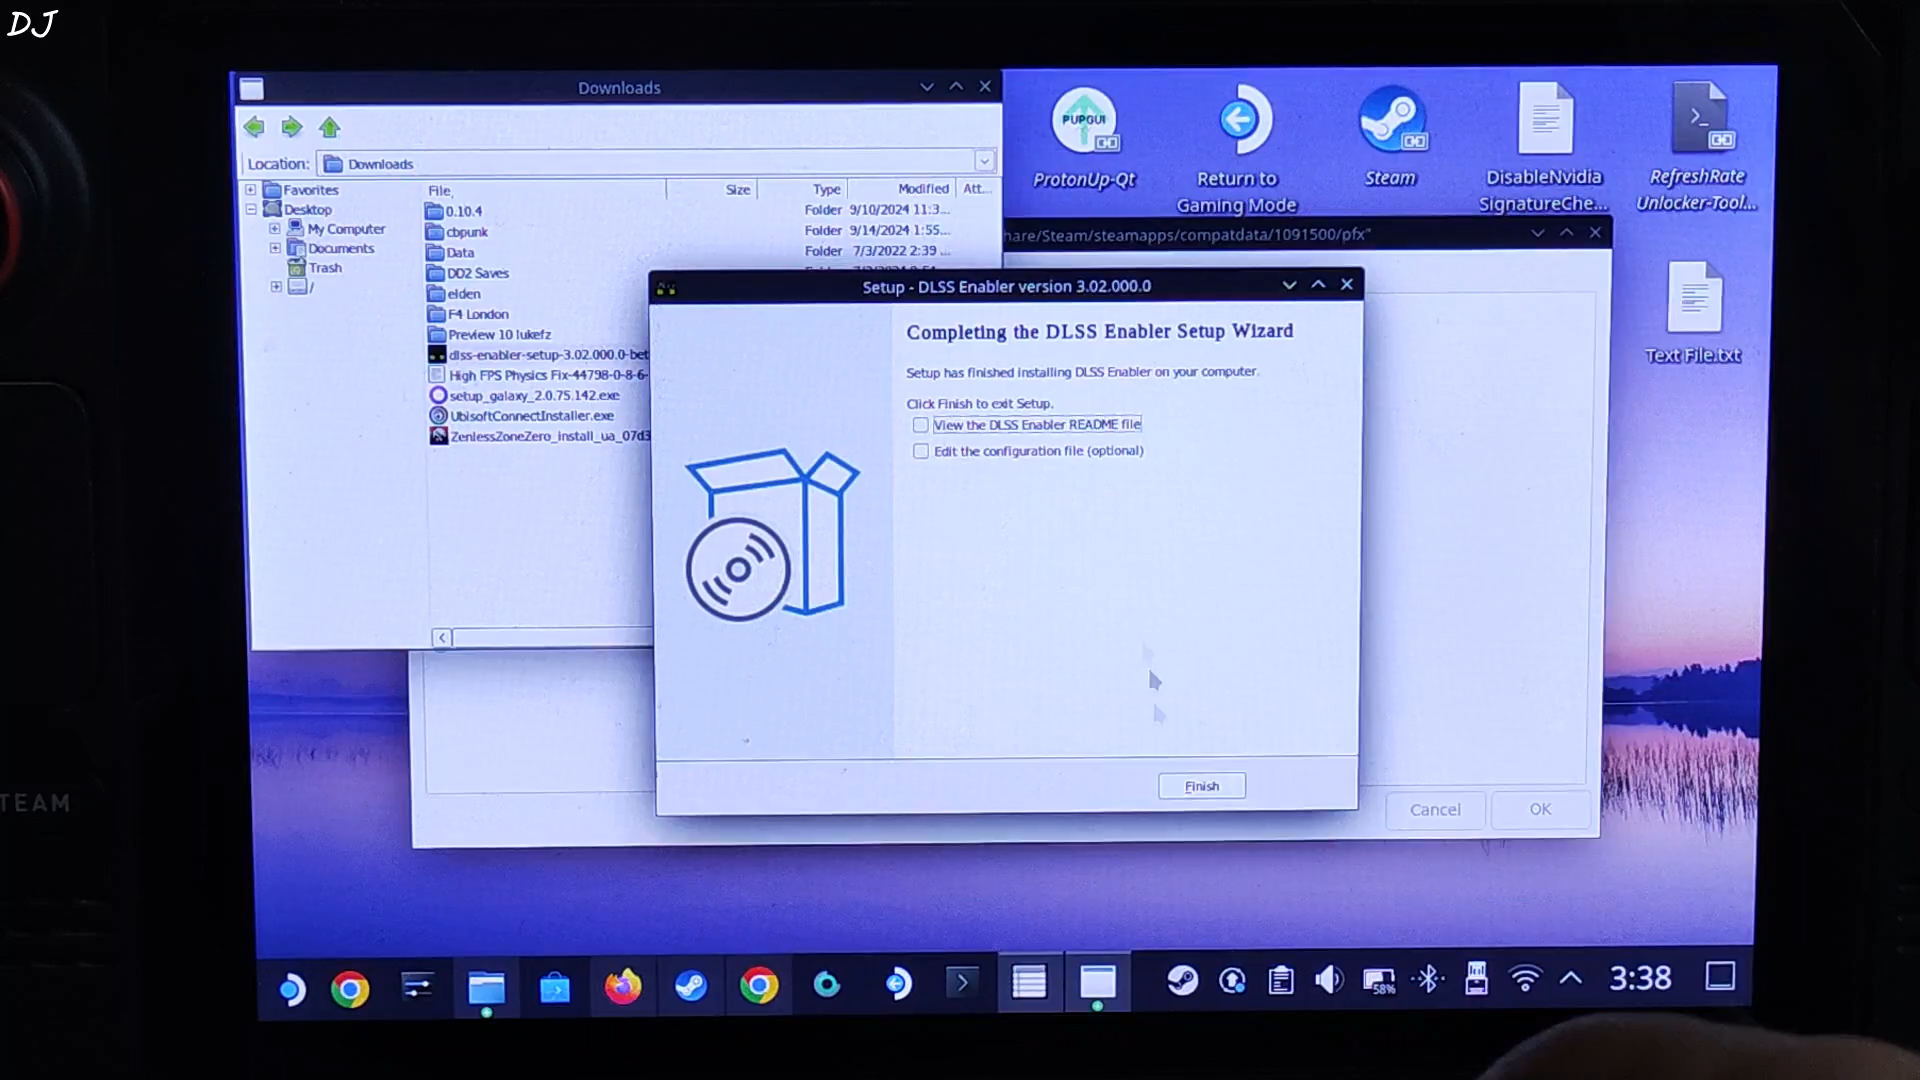 DJ
Downloads
Location: Downloads
Favorites
Desktop
My Computer
Documents
Trash
/
File
Size
Type
Modified
Att...
0.10.4
Folder
9/10/2024 11:3...
cbpunk
Folder
9/14/2024 1:55...
Data
Folder
7/3/2022 2:39 ...
DD2 Saves
elden
F4 London
Preview 10 lukefz
dlss-enabler-setup-3.02.000.0-bet
High FPS Physics Fix-44798-0-8-6-
setup_galaxy_2.0.75.142.exe
UbisoftConnectInstaller.exe
ZenlessZoneZero_install_ua_07d3
PUPGUI
ProtonUp-Qt
Return to
Gaming Mode
Steam
DisableNvidia
SignatureChe...
RefreshRate
Unlocker-Tool...
Text File.txt
hare/Steam/steamapps/compatdata/1091500/pfx"
Setup - DLSS Enabler version 3.02.000.0
Completing the DLSS Enabler Setup Wizard
Setup has finished installing DLSS Enabler on your computer.
Click Finish to exit Setup.
View the DLSS Enabler README file
Edit the configuration file (optional)
Finish
Cancel
OK
TEAM
58%
3:38